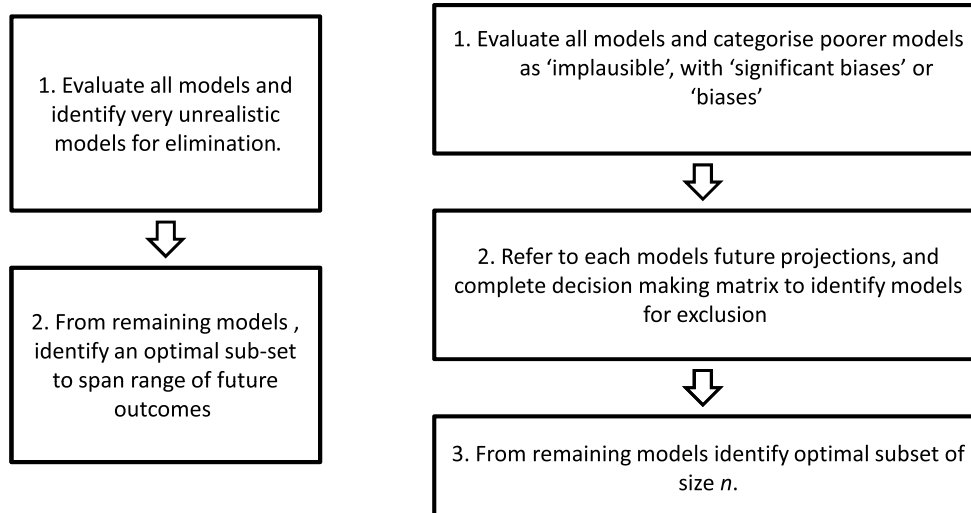 1. Evaluate all models and
identify very unrealistic
models for elimination.
2. From remaining models ,
identify an optimal sub-set
to span range of future
outcomes
1. Evaluate all models and categorise poorer models
as ‘implausible’, with ‘significant biases’ or
‘biases’
2. Refer to each models future projections, and
complete decision making matrix to identify models
for exclusion
3. From remaining models identify optimal subset of
size n.